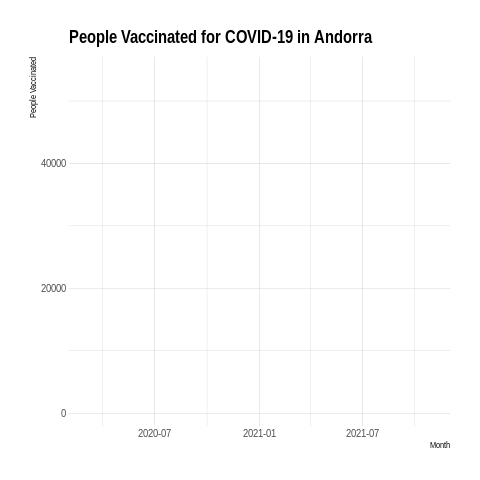 People Vaccinated for COVID-19 in Andorra
People Vaccinated
40000
20000
0
2020-07 2021-01 2021-07
Month